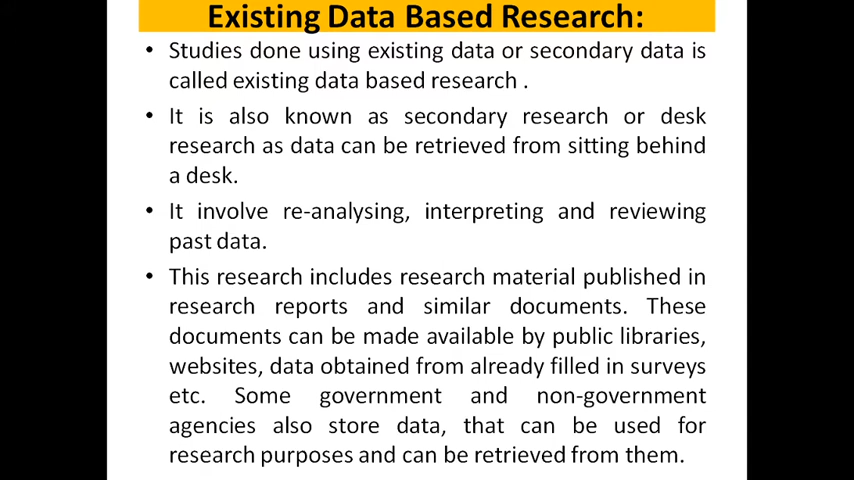 Existing Data Based Research:
• Studies done using existing data or secondary data is
called existing data based research .
• It is also known as secondary research or desk
research as data can be retrieved from sitting behind
a desk.
• It involve re-analysing, interpreting and reviewing
past data.
• This research includes research material published in
research reports and similar documents. These
documents can be made available by public libraries,
websites, data obtained from already filled in surveys
etc. Some government and non-government
agencies also store data, that can be used for
research purposes and can be retrieved from them.